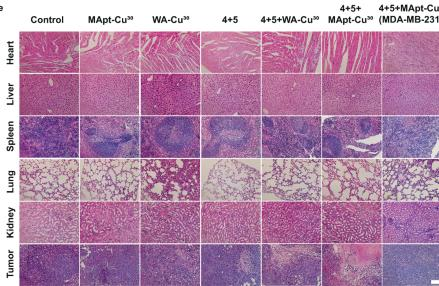 e
Control MApt-Cu³⁰ WA-Cu³⁰ 4+5 4+5+WA-Cu³⁰ 4+5+ MApt-Cu³⁰ 4+5+MApt-Cu (MDA-MB-231
Heart
Liver
Spleen
Lung
Kidney
Tumor